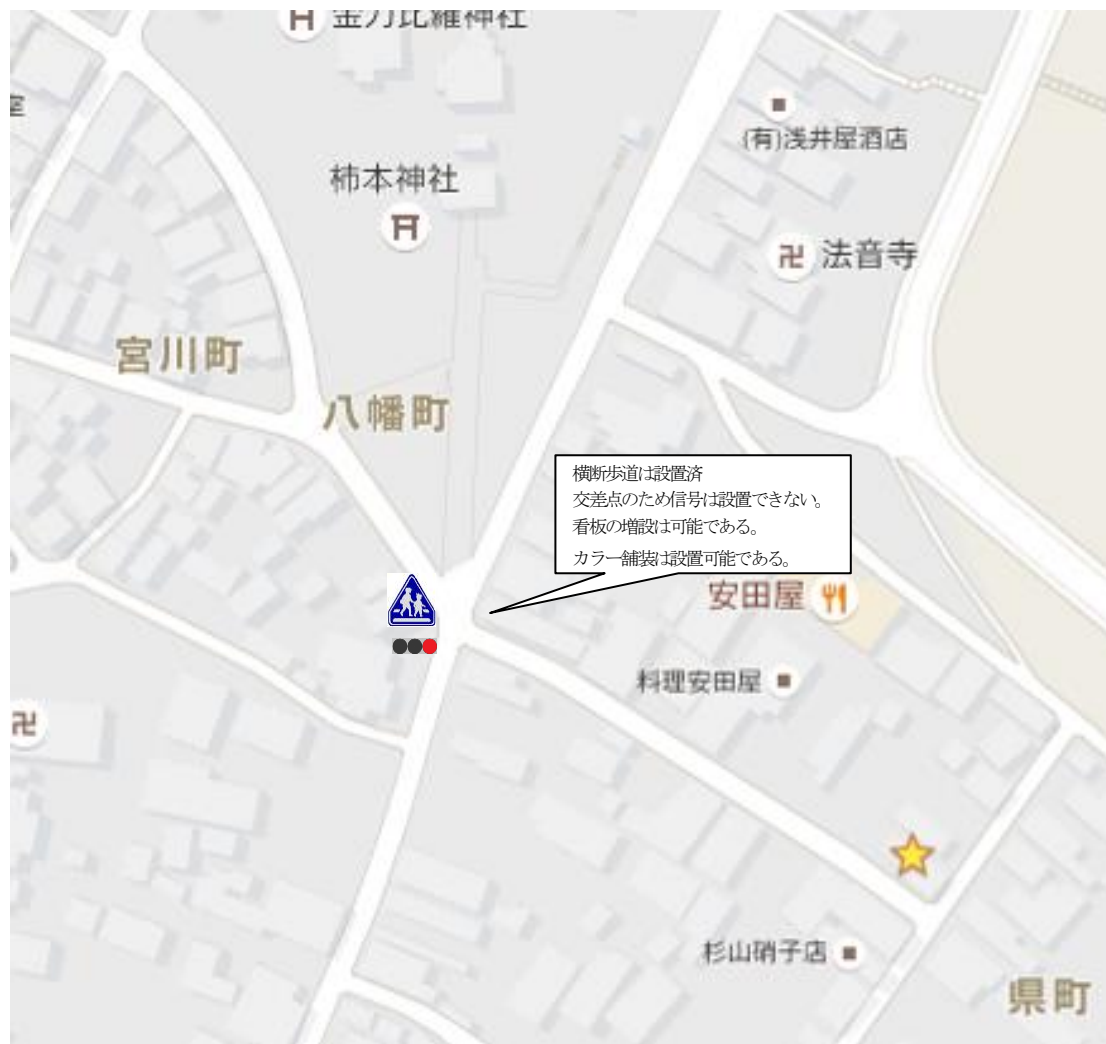 金刀比羅神社
室
(有)浅井屋酒店
柿本神社
法音寺
宮川町
八幡町
横断歩道は設置済
交差点のため信号は設置できない。
看板の増設は可能である。
カラー舗装は設置可能である。
安田屋
料理安田屋
杉山硝子店
県町